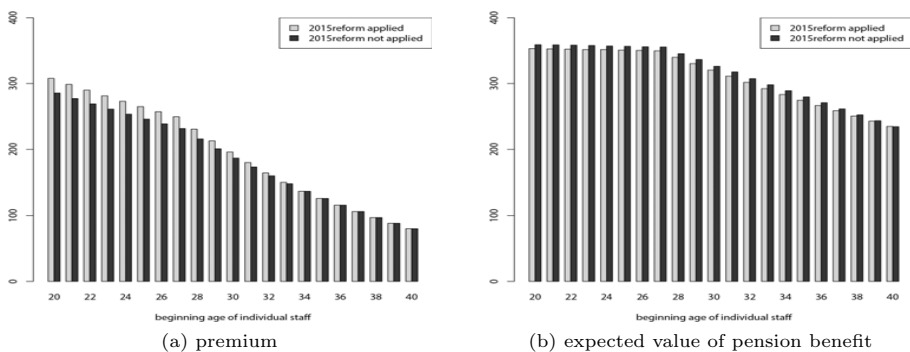 400
300
200
100
0
2015reform applied
2015reform not applied
20 22 24 26 28 30 32 34 36 38 40
beginning age of individual staff
(a) premium
400
300
200
100
0
2015reform applied
2015reform not applied
20 22 24 26 28 30 32 34 36 38 40
beginning age of individual staff
(b) expected value of pension benefit